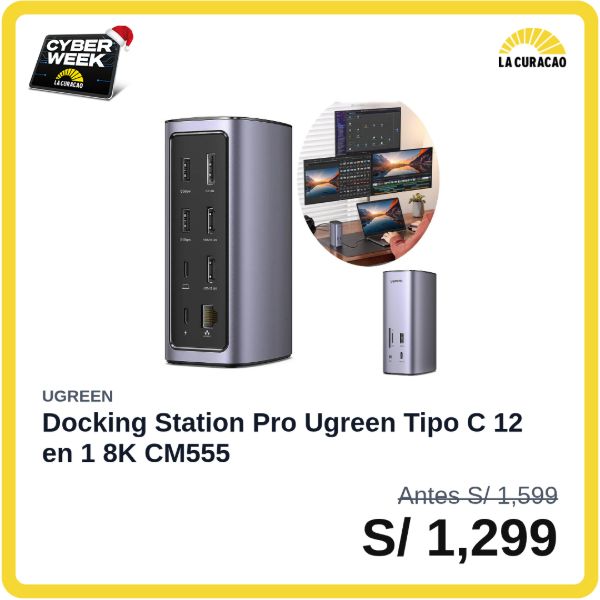 CYBER
WEEK
LA CURACAO
LA CURACAO
UGREEN
Docking Station Pro Ugreen Tipo C 12
en 1 8K CM555
Antes S/ 1,599
S/ 1,299